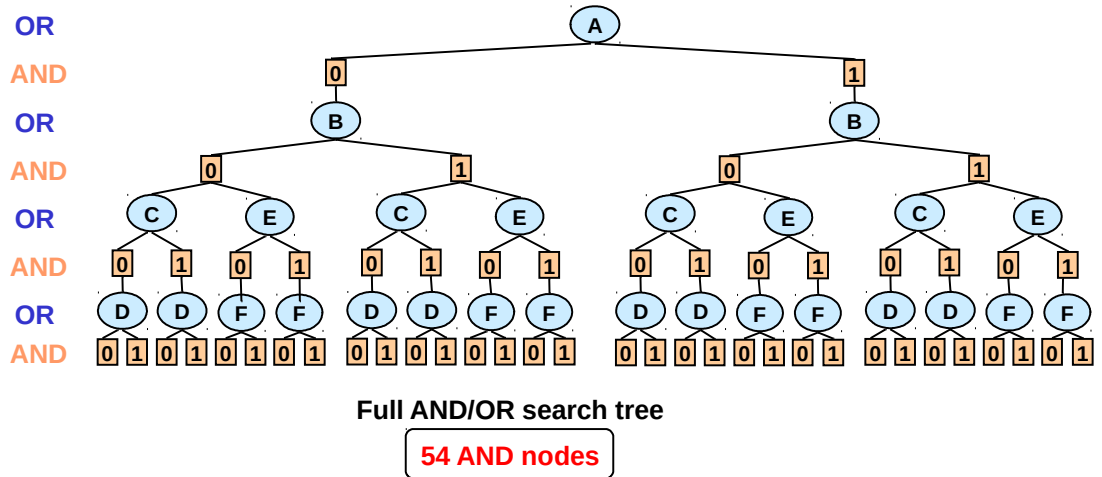 OR A
AND 0 1
OR B B
AND 0 1 0 1
OR C E C E C E C E
AND 0 1 0 1 0 1 0 1 0 1 0 1 0 1 0 1
OR D D F F D D F F D D F F D D F F
AND 0 1 0 1 0 1 0 1 0 1 0 1 0 1 0 1 0 1 0 1 0 1 0 1 0 1 0 1 0 1 0 1
Full AND/OR search tree
54 AND nodes